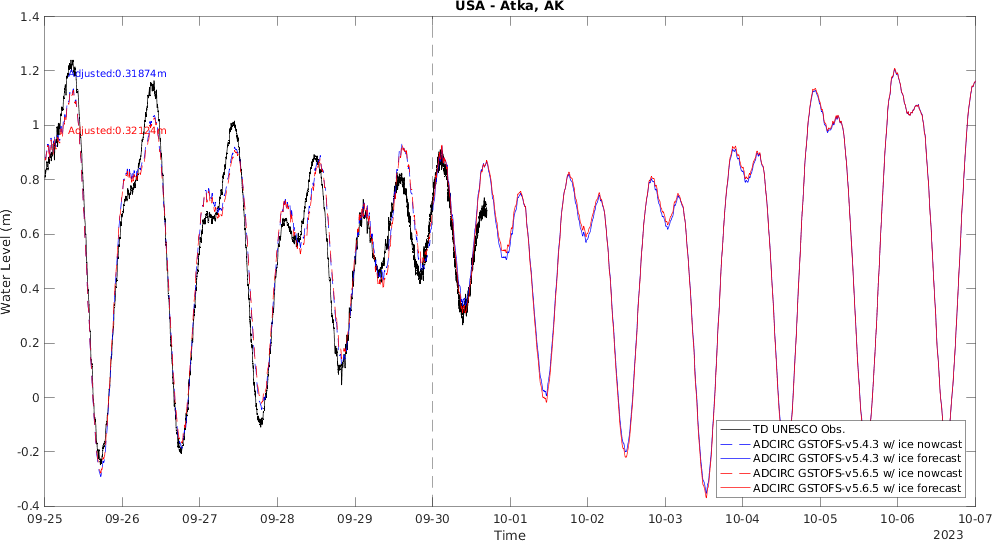 USA - Atka, AK
1.4
1.2
1
0.8
0.6
0.4
0.2
0
-0.2
-0.4
Water Level (m)
Adjusted:0.31874m
Adjusted:0.32124m
TD UNESCO Obs.
ADCIRC GSTOFS-v5.4.3 w/ ice nowcast
ADCIRC GSTOFS-v5.4.3 w/ ice forecast
ADCIRC GSTOFS-v5.6.5 w/ ice nowcast
ADCIRC GSTOFS-v5.6.5 w/ ice forecast
09-25 09-26 09-27 09-28 09-29 09-30 10-01 10-02 10-03 10-04 10-05 10-06 10-07
Time
2023